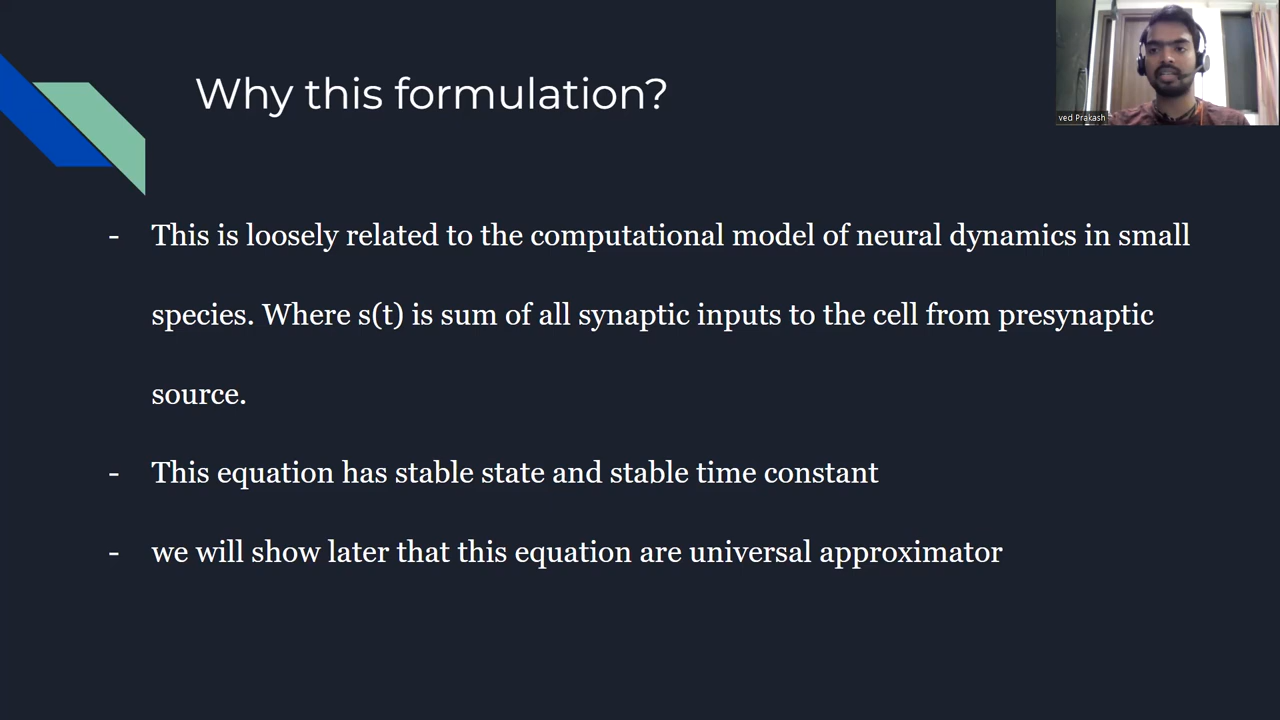 Why this formulation?
ved Prakash
- This is loosely related to the computational model of neural dynamics in small
species. Where s(t) is sum of all synaptic inputs to the cell from presynaptic
source.
- This equation has stable state and stable time constant
- we will show later that this equation are universal approximator